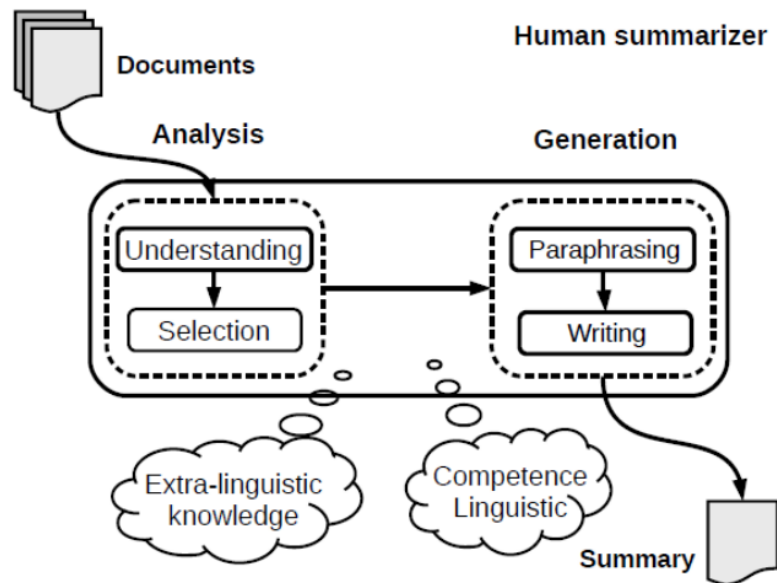 Human summarizer
Documents
Analysis
Generation
Understanding
Selection
Paraphrasing
Writing
Extra-linguistic
knowledge
Competence
Linguistic
Summary